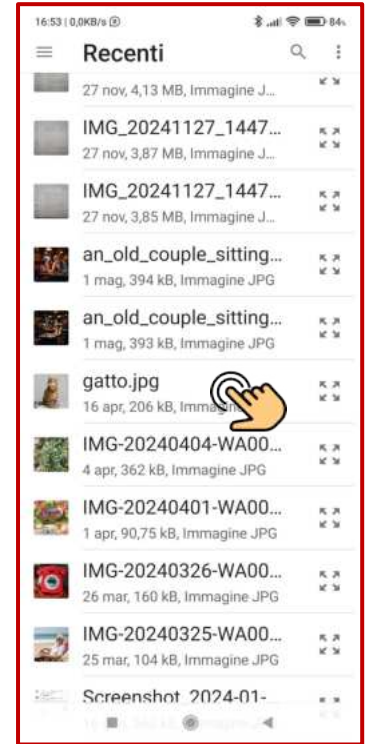 16:53 | 0,0KB/s
84%
Recenti
27 nov, 4,13 MB, Immagine J...
IMG_20241127_1447...
27 nov, 3,87 MB, Immagine J...
IMG_20241127_1447...
27 nov, 3,85 MB, Immagine J...
an_old_couple_sitting...
1 mag, 394 kB, Immagine JPG
an_old_couple_sitting...
1 mag, 393 kB, Immagine JPG
gatto.jpg
16 apr, 206 kB,
IMG-20240404-WA00...
4 apr, 362 kB, Immagine JPG
IMG-20240401-WA00...
1 apr, 90,75 kB, Immagine JPG
IMG-20240326-WA00...
26 mar, 160 kB, Immagine JPG
IMG-20240325-WA00...
25 mar, 104 kB, Immagine JPG
Screenshot_2024-01-